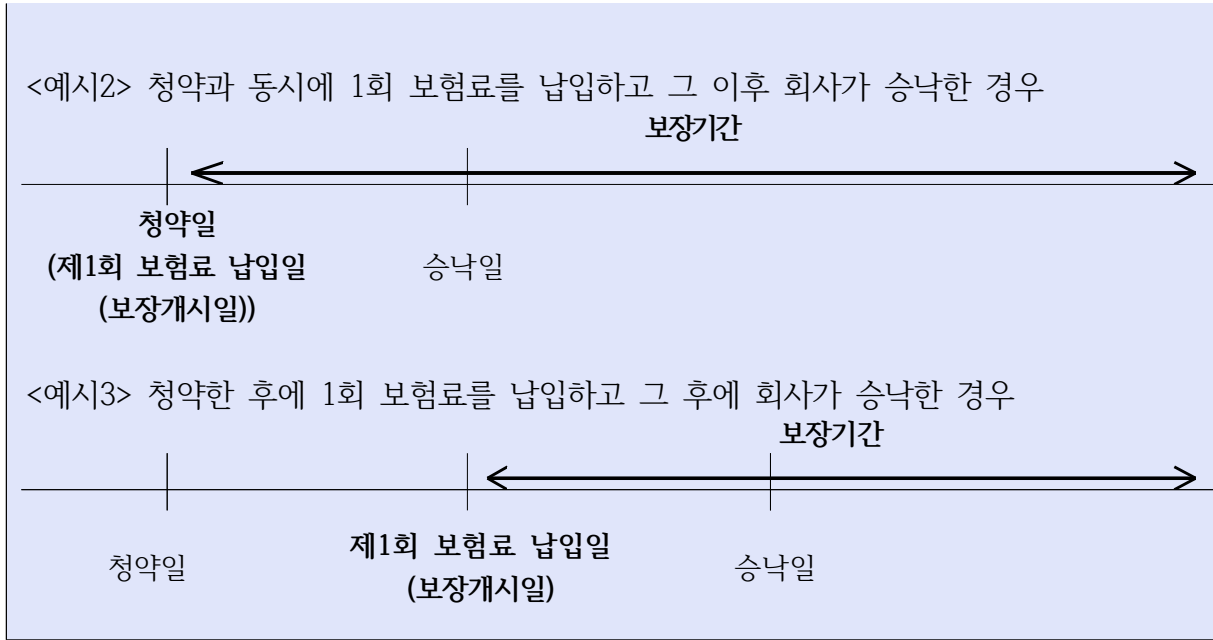 <예시2> 청약과 동시에 1회 보험료를 납입하고 그 이후 회사가 승낙한 경우
보장기간
청약일
(제1회 보험료 납입일 승낙일
(보장개시일))
<예시3> 청약한 후에 1회 보험료를 납입하고 그 후에 회사가 승낙한 경우
보장기간
청약일 제1회 보험료 납입일 승낙일
(보장개시일)